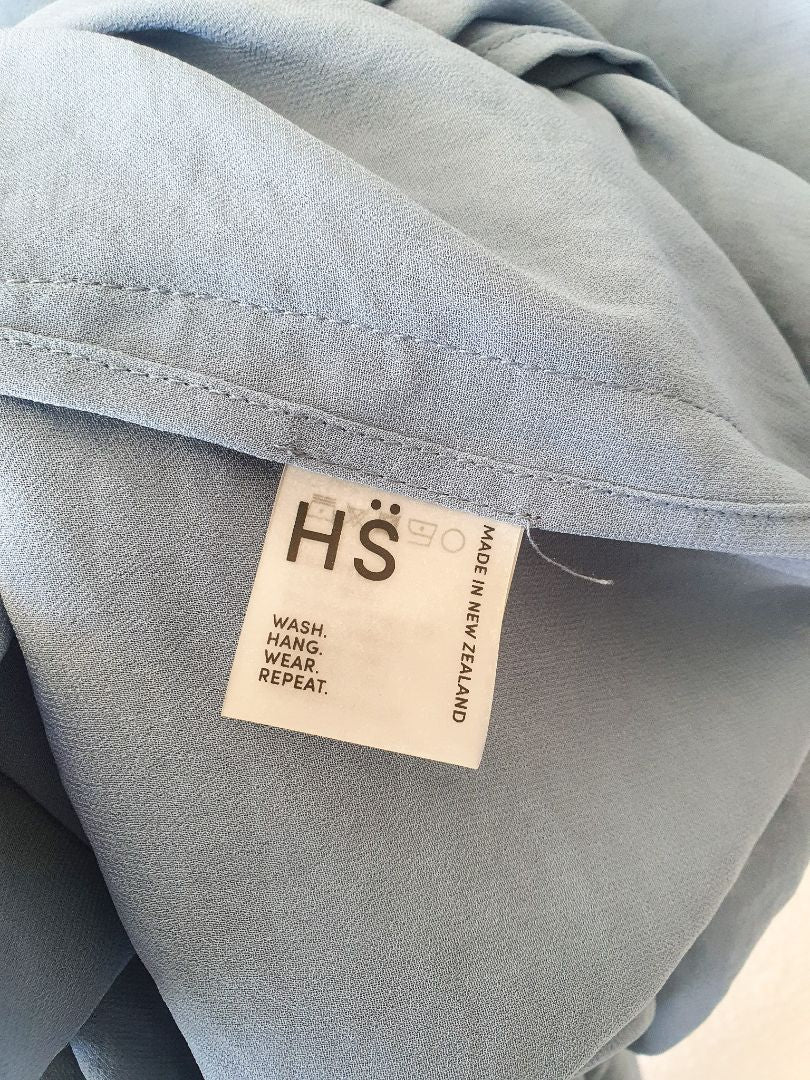 HS̈
WASH.
HANG.
WEAR.
REPEAT.
MADE IN NEW ZEALAND